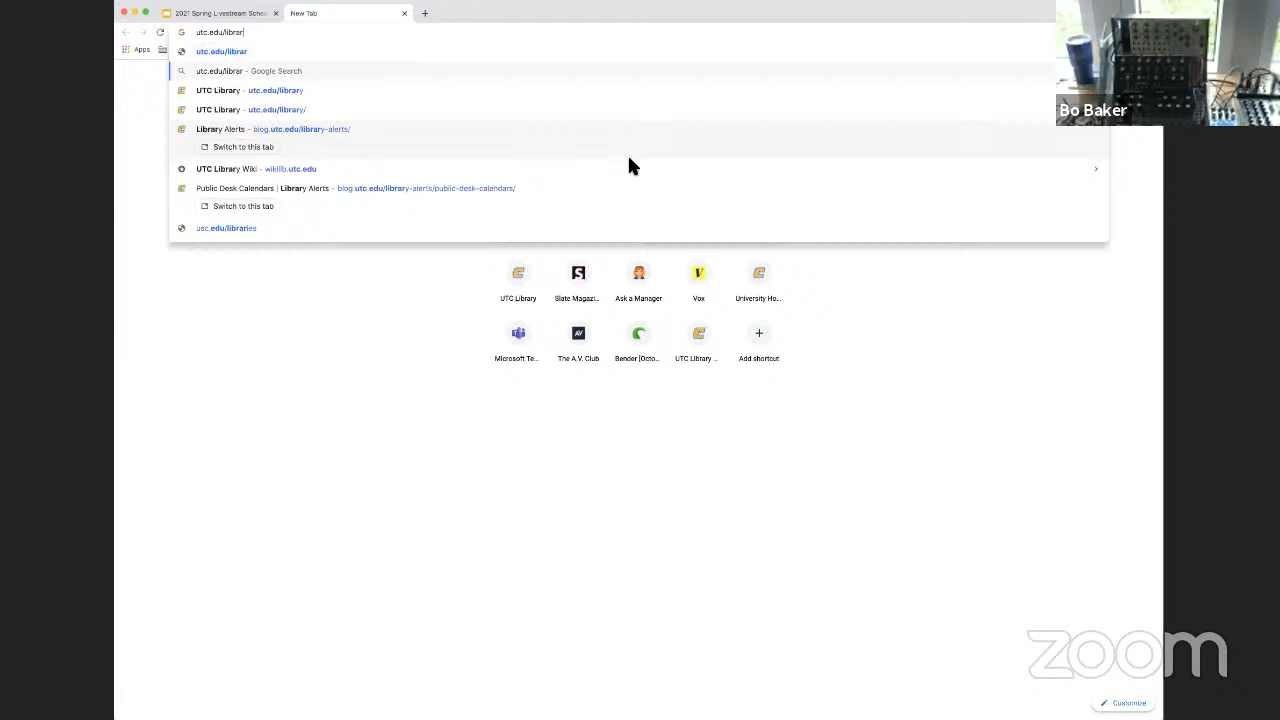 2021 Spring Livestream Sche
New Tab
utc.edu/librar
Apps
utc.edu/librar
utc.edu/librar - Google Search
UTC Library - utc.edu/library
UTC Library - utc.edu/library/
Library Alerts - blog.utc.edu/library-alerts/
Switch to this tab
UTC Library Wiki - wikilib.utc.edu
Public Desk Calendars | Library Alerts - blog.utc.edu/library-alerts/public-desk-calendars/
Switch to this tab
usc.edu/libraries
Bo Baker
UTC Library
Slate Magazi...
Ask a Manager
Vox
University Ho...
Microsoft Te...
The A.V. Club
Bender [Octo...
UTC Library ...
Add shortcut
zoom
Customize